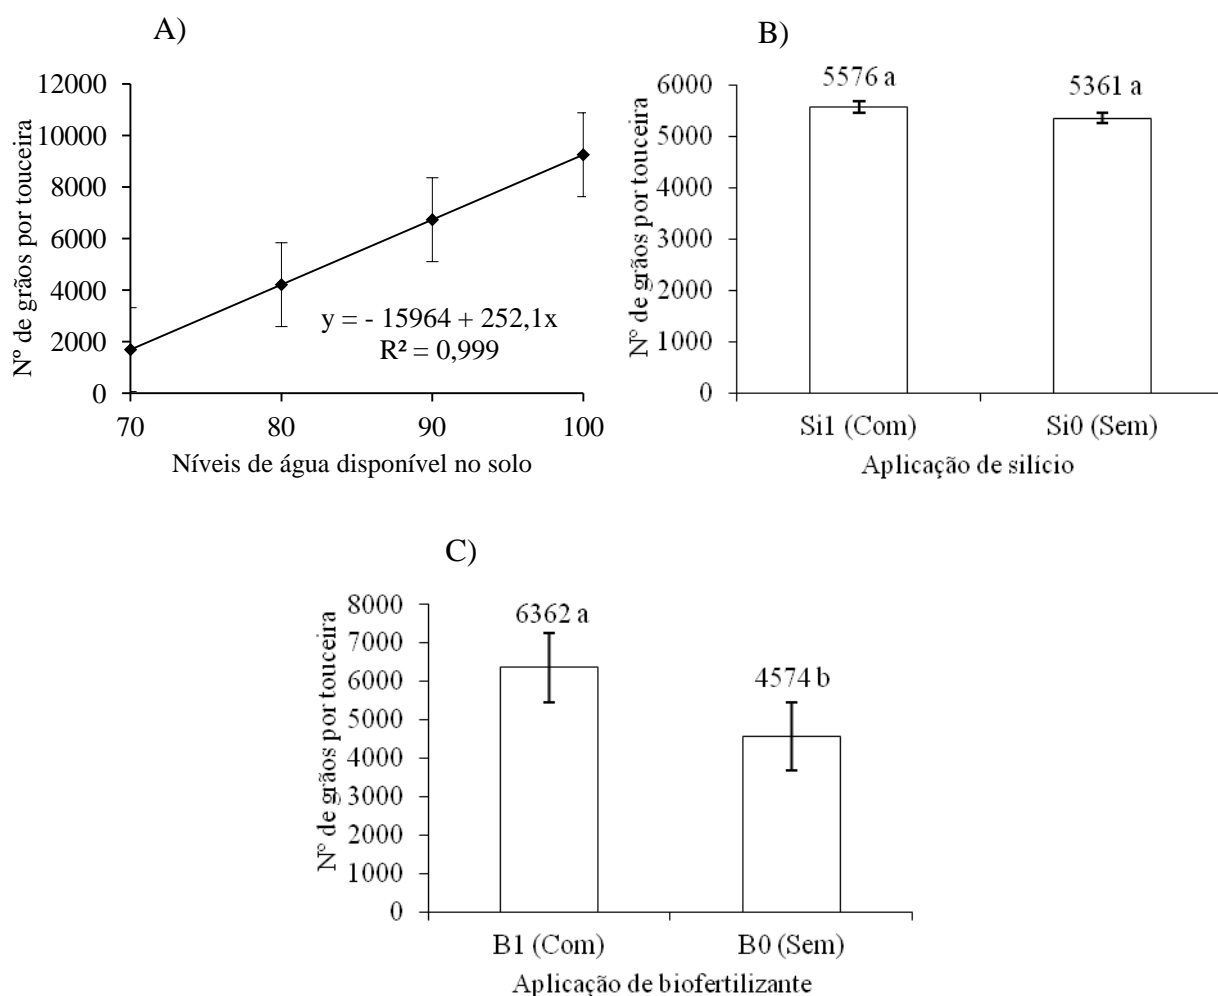 A)
Nº de grãos por touceira
12000
10000
8000
6000
4000
2000
0
70
80
90
100
y = - 15964 + 252,1x
R² = 0,999
Níveis de água disponível no solo
B)
Nº de grãos por touceira
6000
5000
4000
3000
2000
1000
0
5576 a
5361 a
Si1 (Com)
Si0 (Sem)
Aplicação de silício
C)
Nº de grãos por touceira
8000
7000
6000
5000
4000
3000
2000
1000
0
6362 a
4574 b
B1 (Com)
B0 (Sem)
Aplicação de biofertilizante